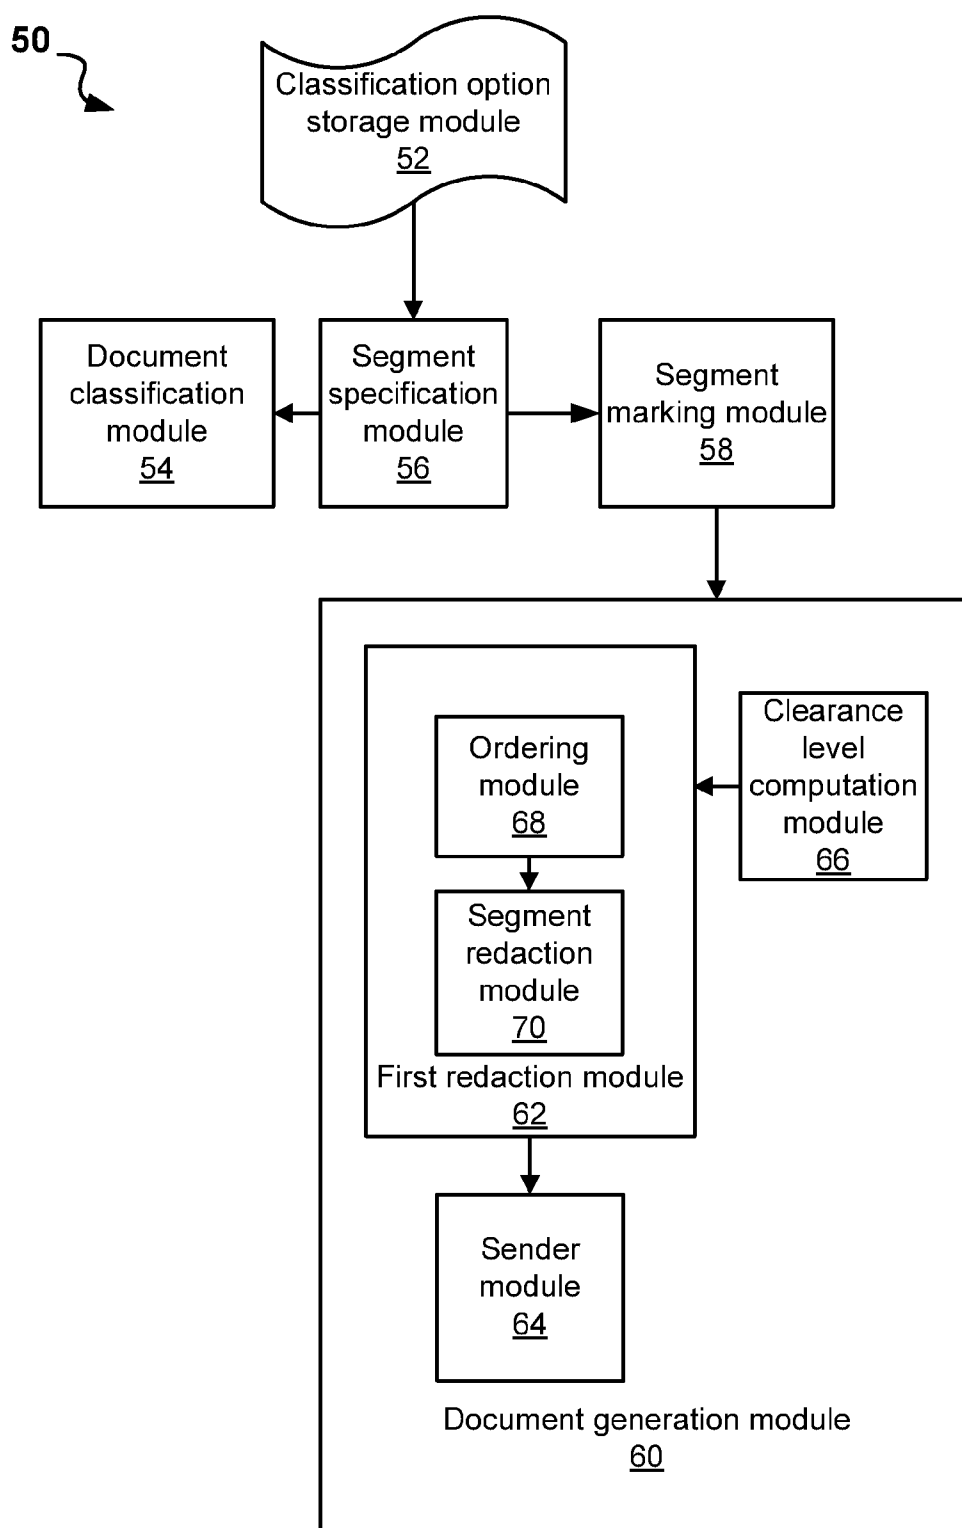 50
Classification option
storage module
52
Document
classification
module
54
Segment
specification
module
56
Segment
marking module
58
Ordering
module
68
Clearance
level
computation
module
66
Segment
redaction
module
70
First redaction module
62
Sender
module
64
Document generation module
60